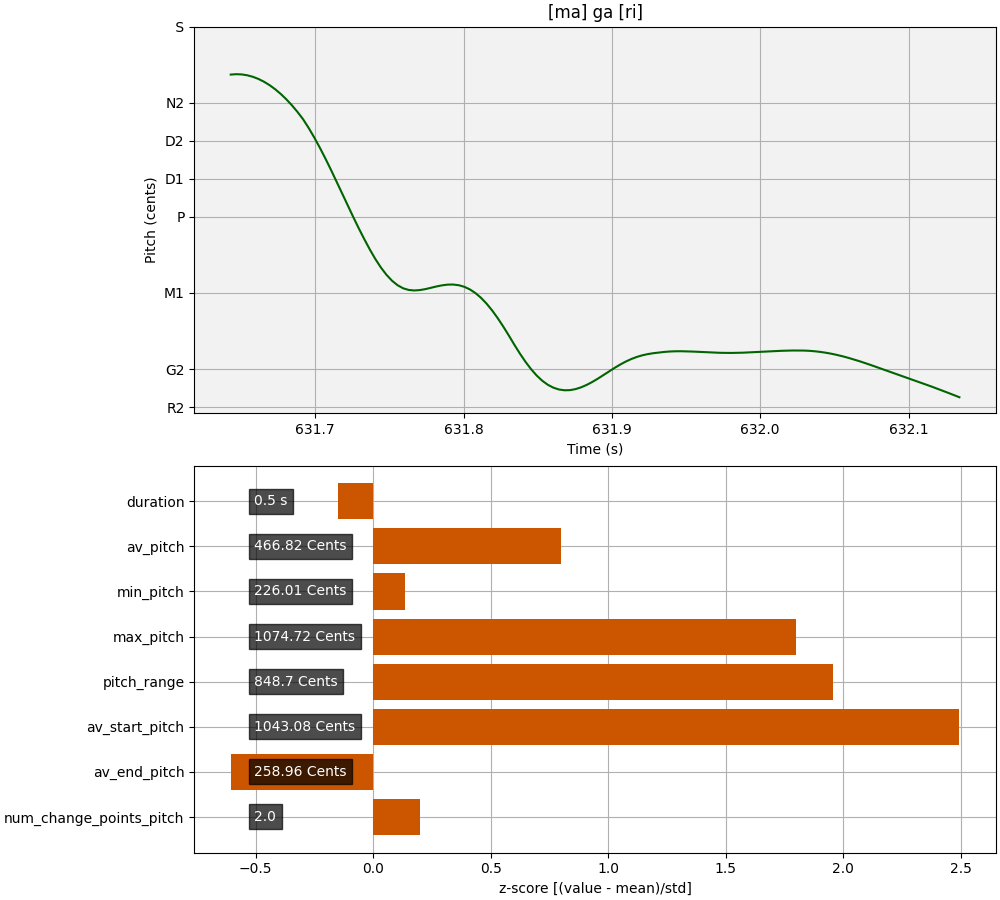 [ma] ga [ri]
S
N2
D2
D1
P
M1
G2
R2
Pitch (cents)
631.7 631.8 631.9 632.0 632.1
Time (s)
duration 0.5 s
av_pitch 466.82 Cents
min_pitch 226.01 Cents
max_pitch 1074.72 Cents
pitch_range 848.7 Cents
av_start_pitch 1043.08 Cents
av_end_pitch 258.96 Cents
num_change_points_pitch 2.0
−0.5 0.0 0.5 1.0 1.5 2.0 2.5
z-score [(value - mean)/std]